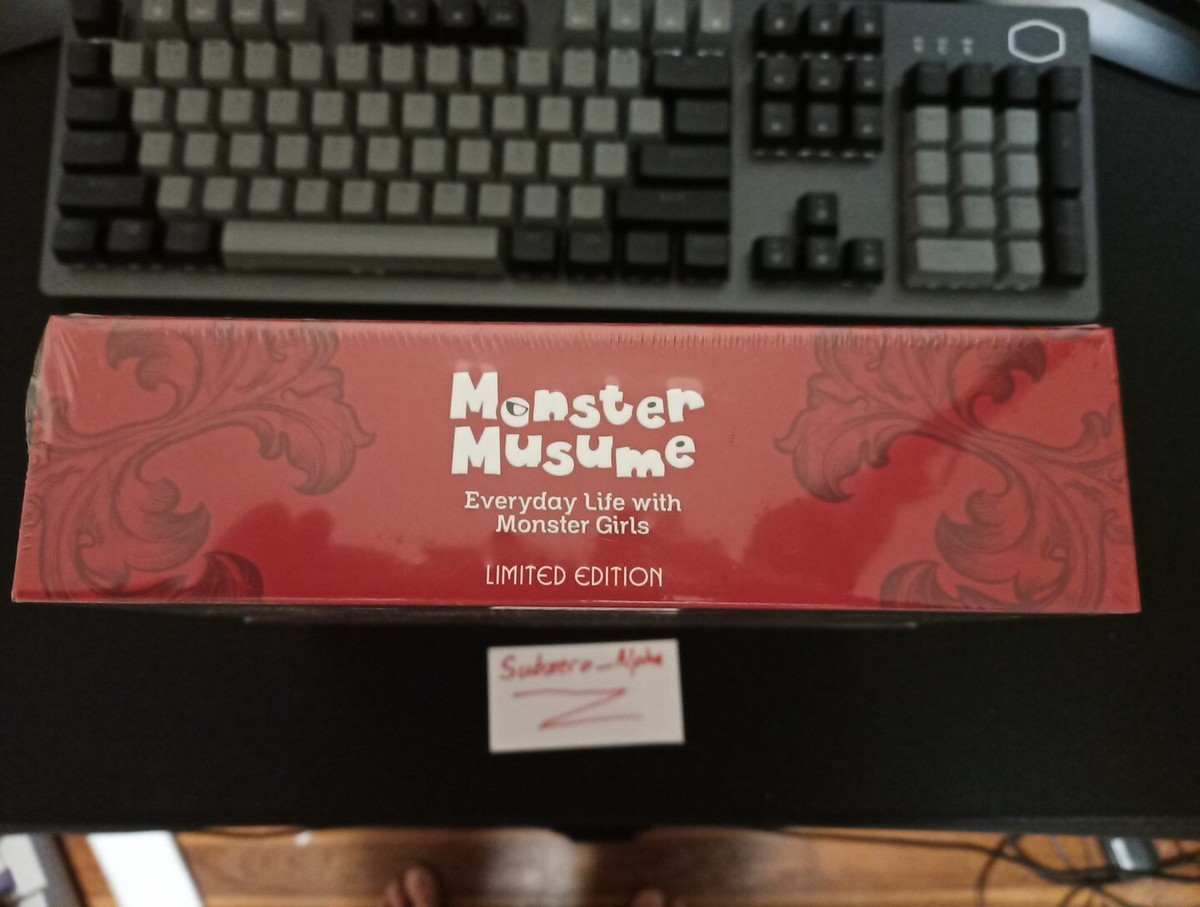 Monster
Musume
Everyday Life with
Monster Girls
LIMITED EDITION
Subzero_Alpha